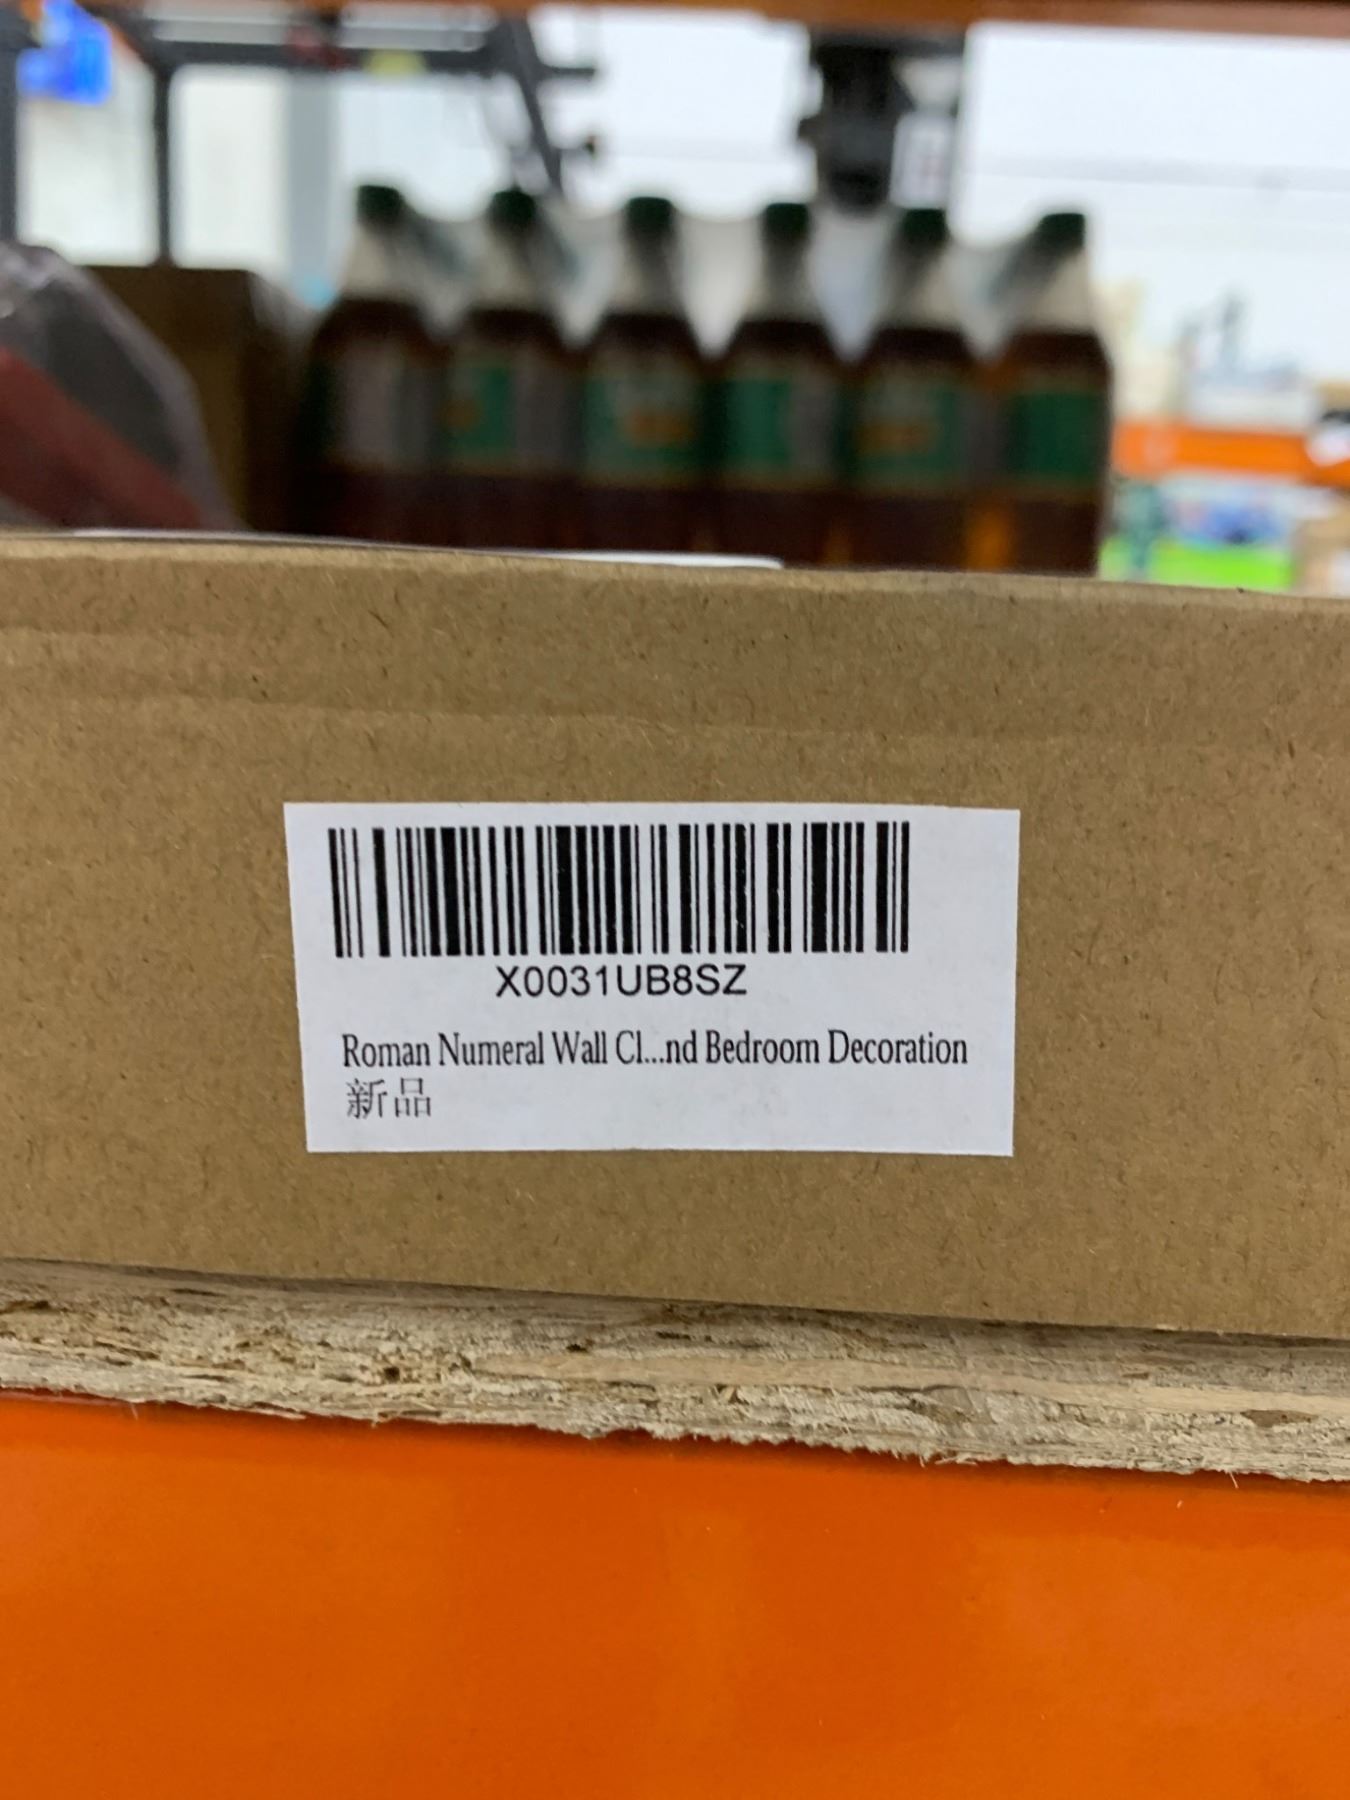 X0031UB8SZ
Roman Numeral Wall Cl...nd Bedroom Decoration
新品